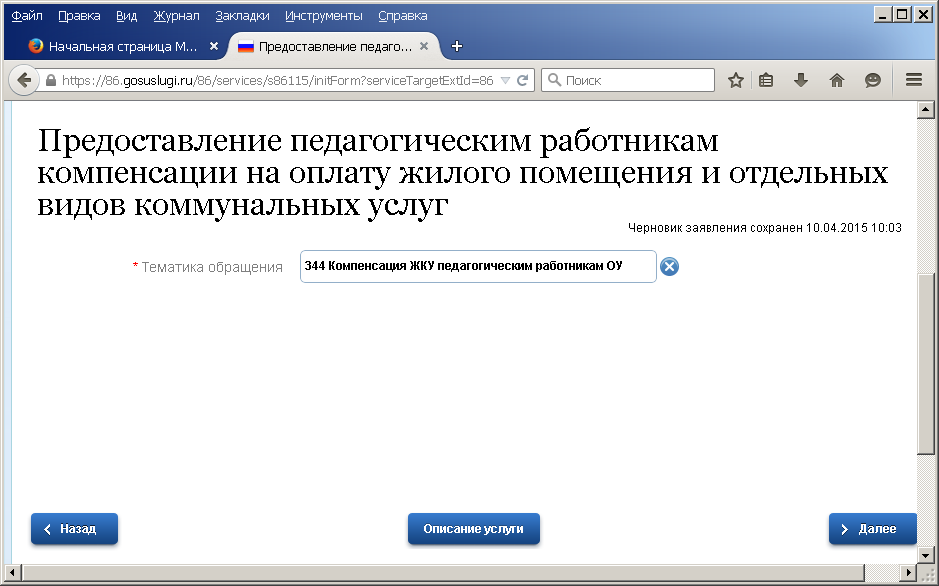 Файл Правка Вид Журнал Закладки Инструменты Справка
Начальная страница M... Предоставление педаго...
https://86.gosuslugi.ru/86/services/s86115/initForm?serviceTargetExtId=86 Поиск
Предоставление педагогическим работникам
компенсации на оплату жилого помещения и отдельных
видов коммунальных услуг
Черновик заявления сохранен 10.04.2015 10:03
* Тематика обращения 344 Компенсация ЖКУ педагогическим работникам ОУ
Назад Описание услуги Далее